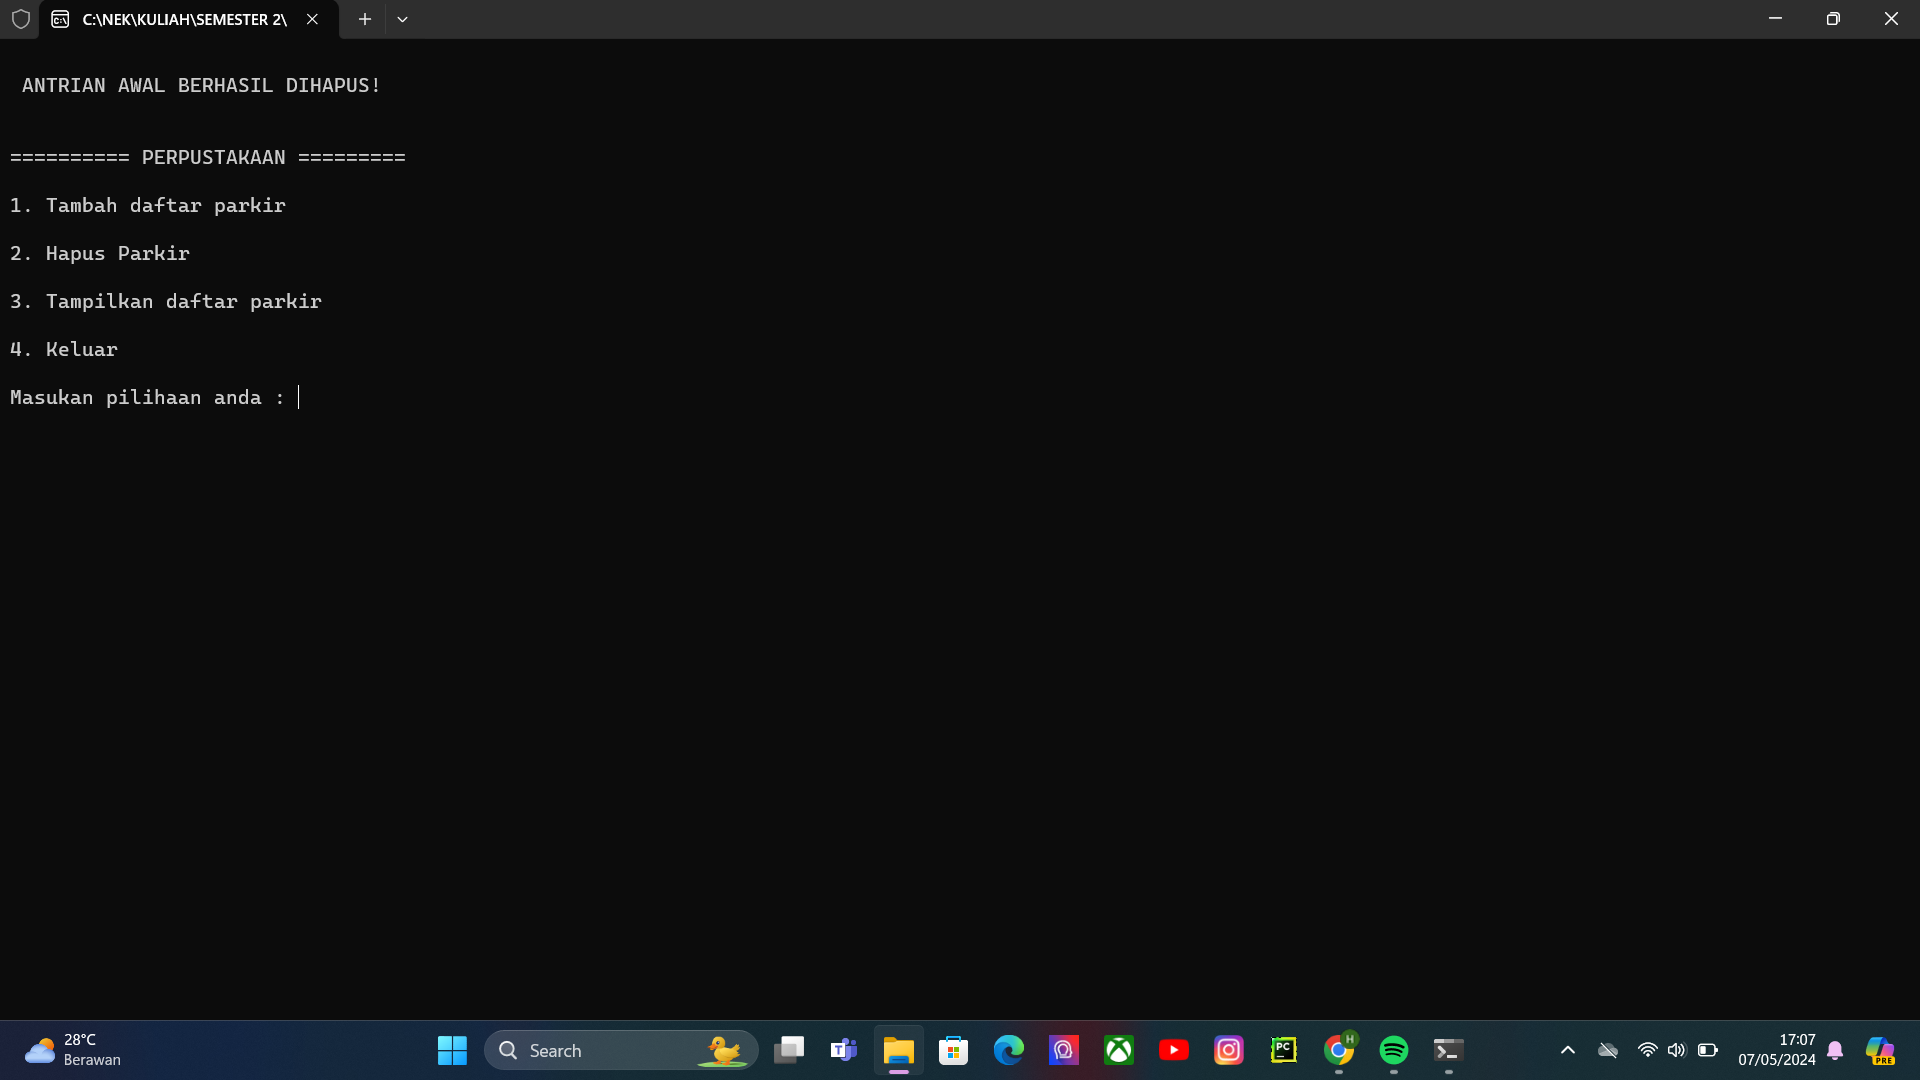 C:\NEK\KULIAH\SEMESTER 2\
ANTRIAN AWAL BERHASIL DIHAPUS!
========== PERPUSTAKAAN =========
1. Tambah daftar parkir
2. Hapus Parkir
3. Tampilkan daftar parkir
4. Keluar
Masukan pilihaan anda :
28°C
Berawan
Search
17:07
07/05/2024
PRE